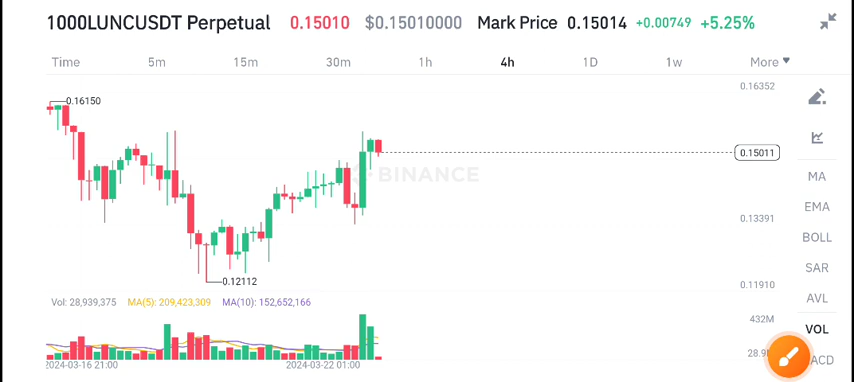 1000LUNCUSDT Perpetual 0.15010 $0.15010000 Mark Price 0.15014 +0.00749 +5.25%
Time 5m 15m 30m 1h 4h 1D 1w More
0.16352
0.16150
0.15011
BINANCE
0.13391
0.12112
0.11910
MA
EMA
BOLL
SAR
AVL
VOL
Vol: 28,939,375 MA(5): 209,423,309 MA(10): 152,652,166
432M
2024-03-16 21:00 2024-03-22 01:00